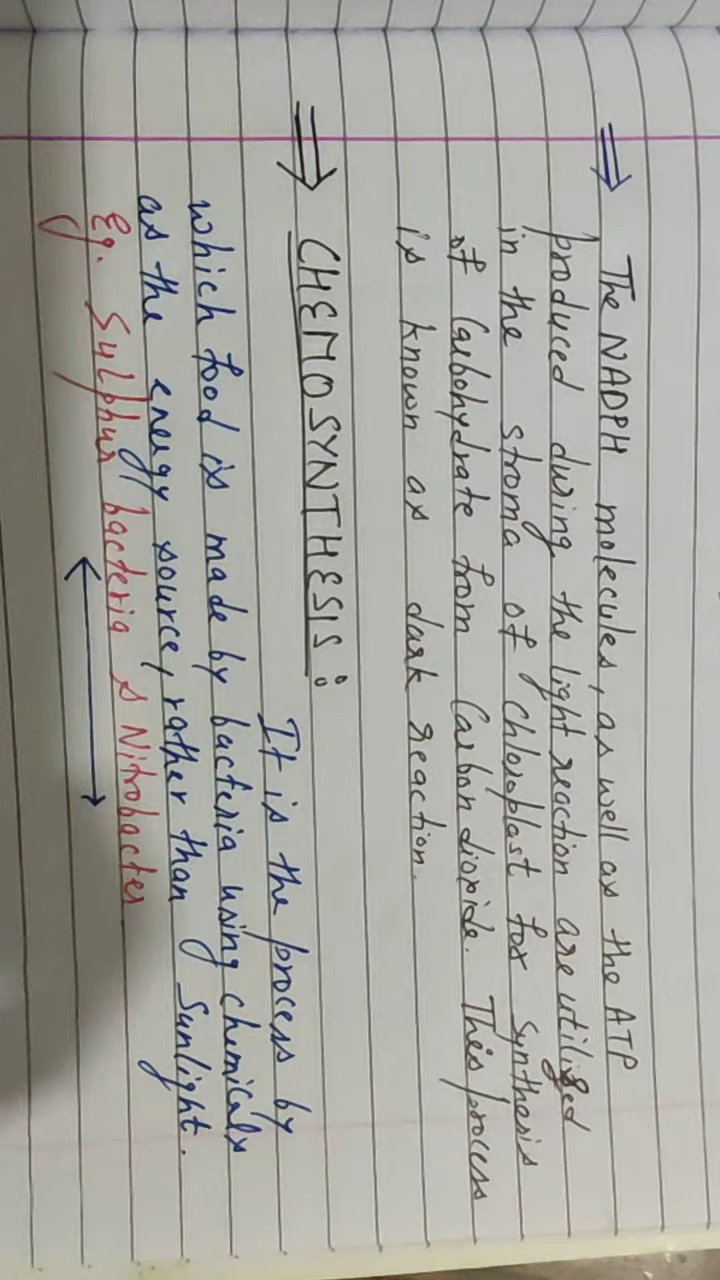 ⇒ The NADPH molecules, as well as the ATP
produced during the light reaction are utilized
in the stroma of chloroplast for synthesis
of Carbohydrate from Carbon dioxide. This process
is known as dark reaction.
⇒ CHEMOSYNTHESIS:
It is the process by
which food is made by bacteria using chemicals
as the energy source, rather than Sunlight.
Eg. Sulphur bacteria & Nitrobacter